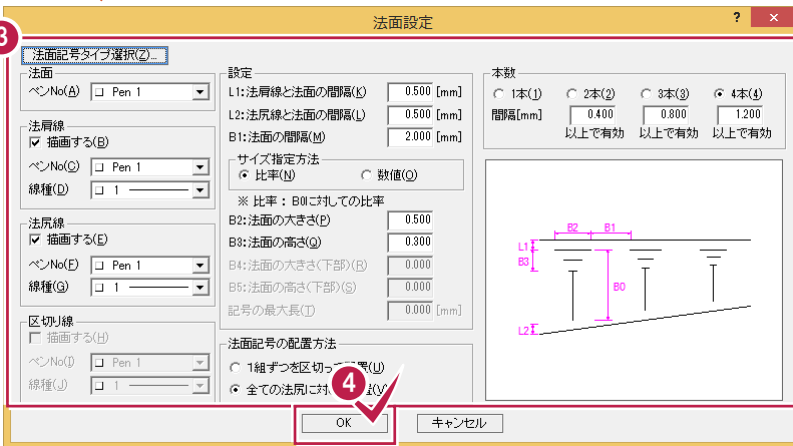 法面設定
? ×
3
法面記号タイプ選択(Z)...
法面
ペンNo(A) Pen 1
法肩線
描画する(B)
ペンNo(C) Pen 1
線種(D) 1
法尻線
描画する(E)
ペンNo(F) Pen 1
線種(G) 1
区切り線
描画する(H)
ペンNo(I) Pen 1
線種(J) 1
設定
L1:法肩線と法面の間隔(K) 0.500 [mm]
L2:法尻線と法面の間隔(L) 0.500 [mm]
B1:法面の間隔(M) 2.000 [mm]
サイズ指定方法
比率(N) 数値(O)
※ 比率 : B0に対しての比率
B2:法面の大きさ(P) 0.500
B3:法面の高さ(Q) 0.300
B4:法面の大きさ(下部)(R) 0.000
B5:法面の高さ(下部)(S) 0.000
記号の最大長(T) 0.000 [mm]
法面記号の配置方法
1組ずつを区切っ 置(U)
全ての法尻に対 (V)
本数
1本(1) 2本(2) 3本(3) 4本(4)
間隔[mm] 0.400 0.800 1.200
以上で有効 以上で有効 以上で有効
B2 B1
L1
B3
B0
L2
4
OK キャンセル